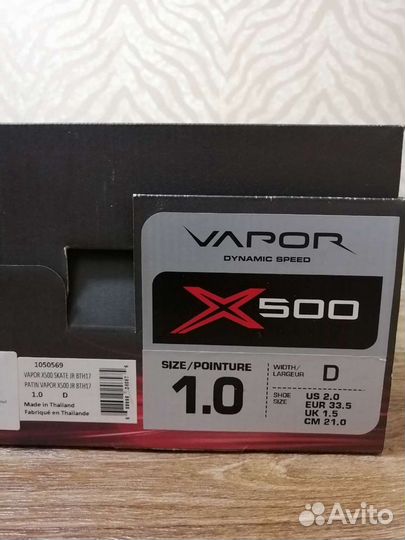 VAPOR
DYNAMIC SPEED
X500
SIZE/POINTURE
1.0
WIDTH/
LARGEUR
D
SHOE
SIZE
US 2.0
EUR 33.5
UK 1.5
CM 21.0
1050569
VAPOR X500 SKATE JR BTH17
PATIN VAPOR X500 JR BTH17
1.0 D
Made in Thailand
Fabriqué en Thaïlande
Avito